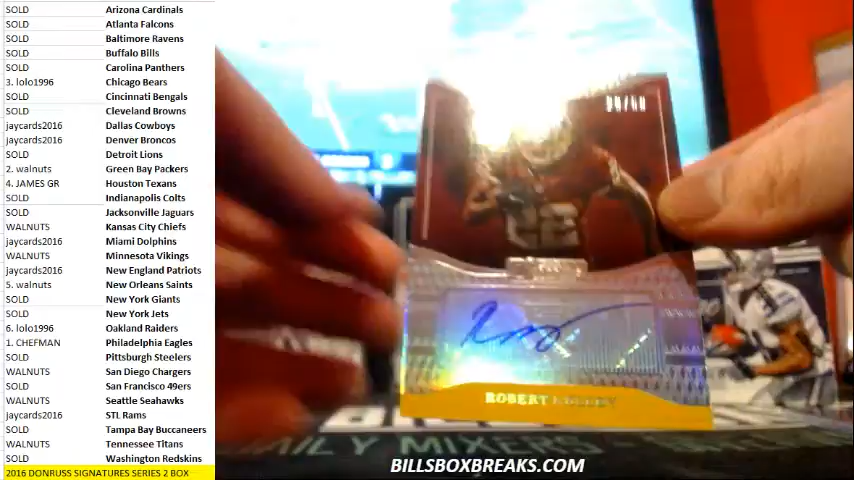 SOLD Arizona Cardinals
SOLD Atlanta Falcons
SOLD Baltimore Ravens
SOLD Buffalo Bills
SOLD Carolina Panthers
3. lolo1996 Chicago Bears
SOLD Cincinnati Bengals
SOLD Cleveland Browns
jaycards2016 Dallas Cowboys
jaycards2016 Denver Broncos
SOLD Detroit Lions
2. walnuts Green Bay Packers
4. JAMES GR Houston Texans
SOLD Indianapolis Colts
SOLD Jacksonville Jaguars
WALNUTS Kansas City Chiefs
jaycards2016 Miami Dolphins
WALNUTS Minnesota Vikings
jaycards2016 New England Patriots
5. walnuts New Orleans Saints
SOLD New York Giants
SOLD New York Jets
6. lolo1996 Oakland Raiders
1. CHEFMAN Philadelphia Eagles
SOLD Pittsburgh Steelers
WALNUTS San Diego Chargers
SOLD San Francisco 49ers
WALNUTS Seattle Seahawks
jaycards2016 STL Rams
SOLD Tampa Bay Buccaneers
WALNUTS Tennessee Titans
SOLD Washington Redskins
2016 DONRUSS SIGNATURES SERIES 2 BOX
22
ROBERT
MIXERS
BILLSBOXBREAKS.COM